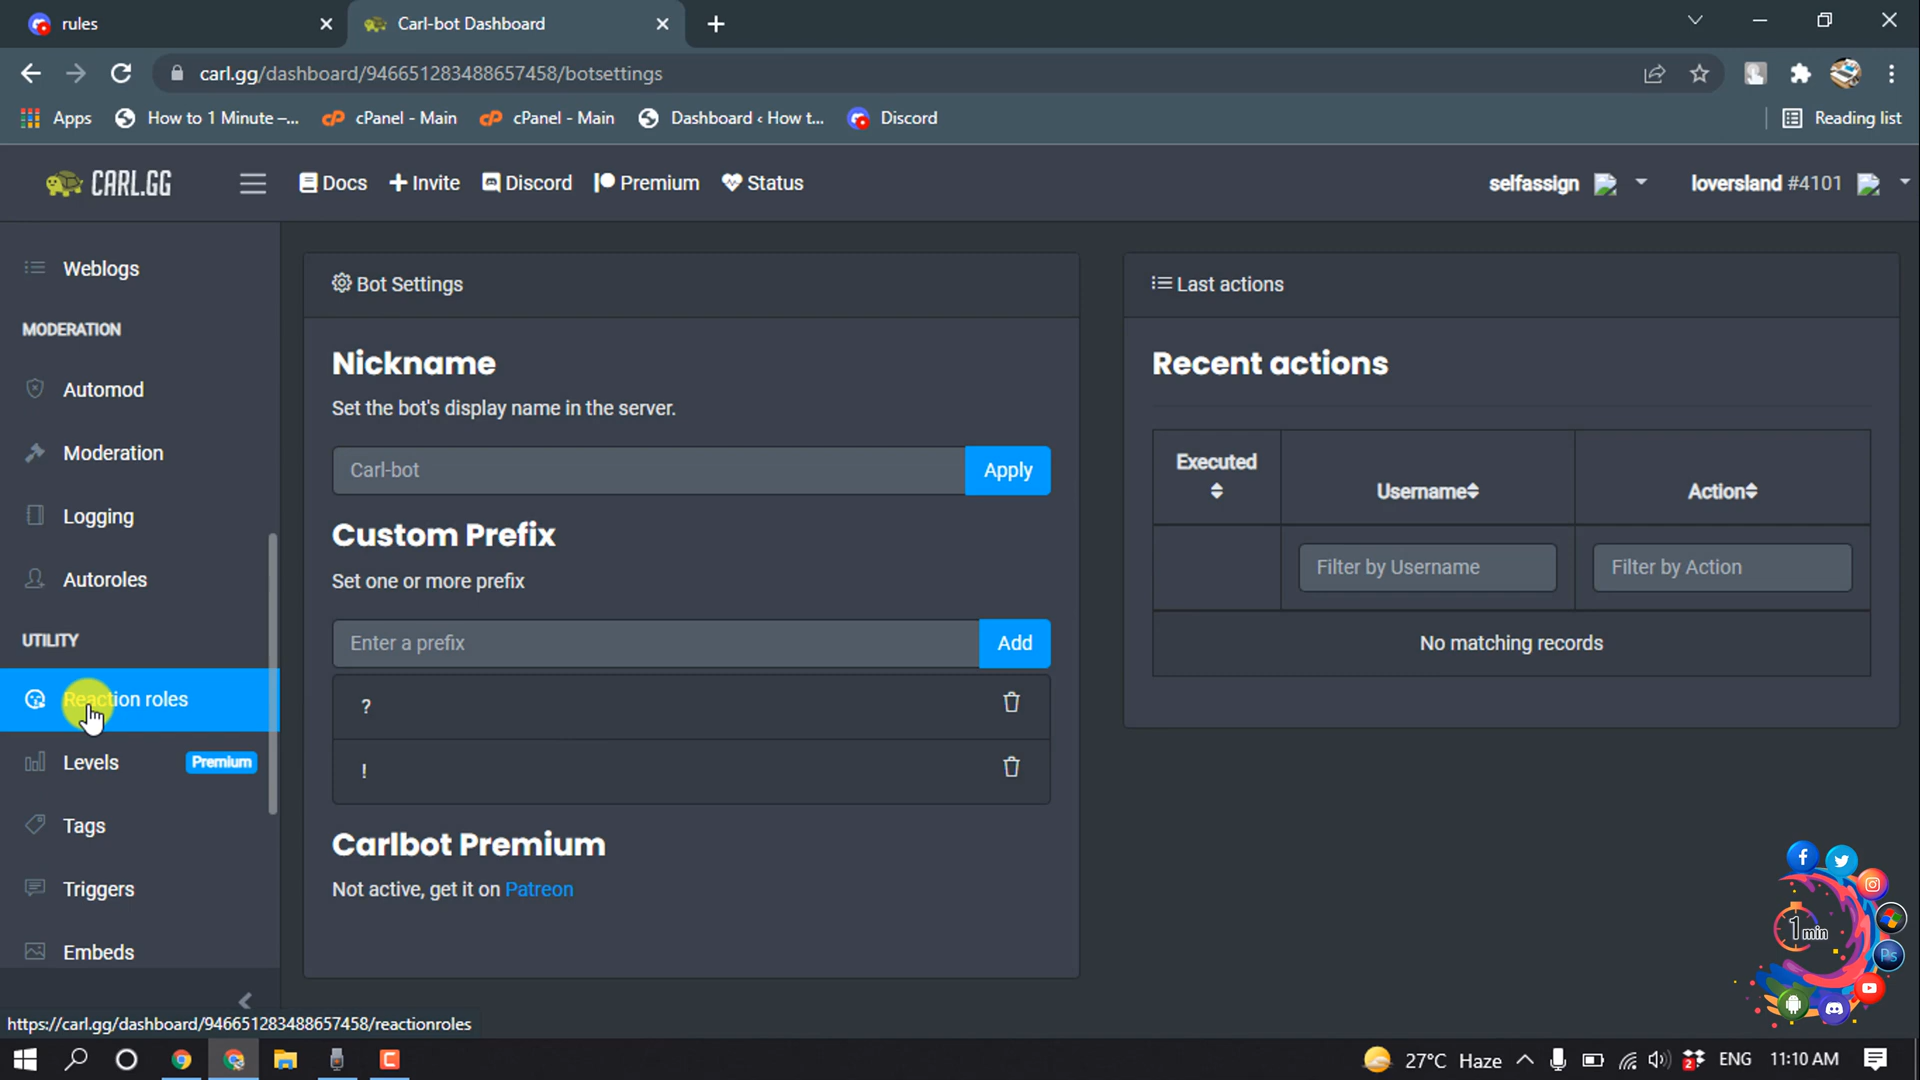 rules
Carl-bot Dashboard
carl.gg/dashboard/946651283488657458/botsettings
Apps
How to 1 Minute –...
cPanel - Main
cPanel - Main
Dashboard ‹ How t...
Discord
Reading list
CARL.GG
Docs
Invite
Discord
Premium
Status
selfassign
loversland #4101
Weblogs
MODERATION
Automod
Moderation
Logging
Autoroles
UTILITY
Reaction roles
Levels
Premium
Tags
Triggers
Embeds
Bot Settings
Nickname
Set the bot's display name in the server.
Carl-bot
Apply
Custom Prefix
Set one or more prefix
Enter a prefix
Add
?
!
Carlbot Premium
Not active, get it on Patreon
Last actions
Recent actions
Executed
Username
Action
Filter by Username
Filter by Action
No matching records
1 min
Ps
https://carl.gg/dashboard/946651283488657458/reactionroles
27°C Haze
2
ENG
11:10 AM